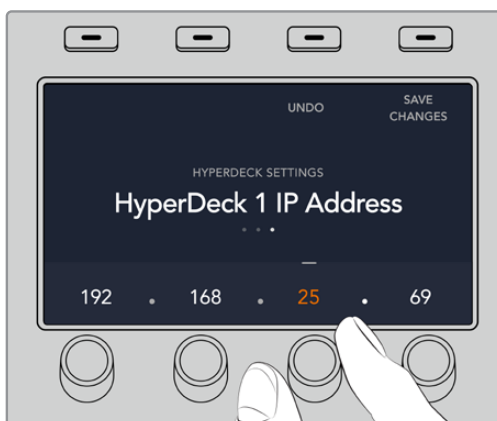 UNDO
SAVE
CHANGES
HYPERDECK SETTINGS
HyperDeck 1 IP Address
192 . 168 . 25 . 69